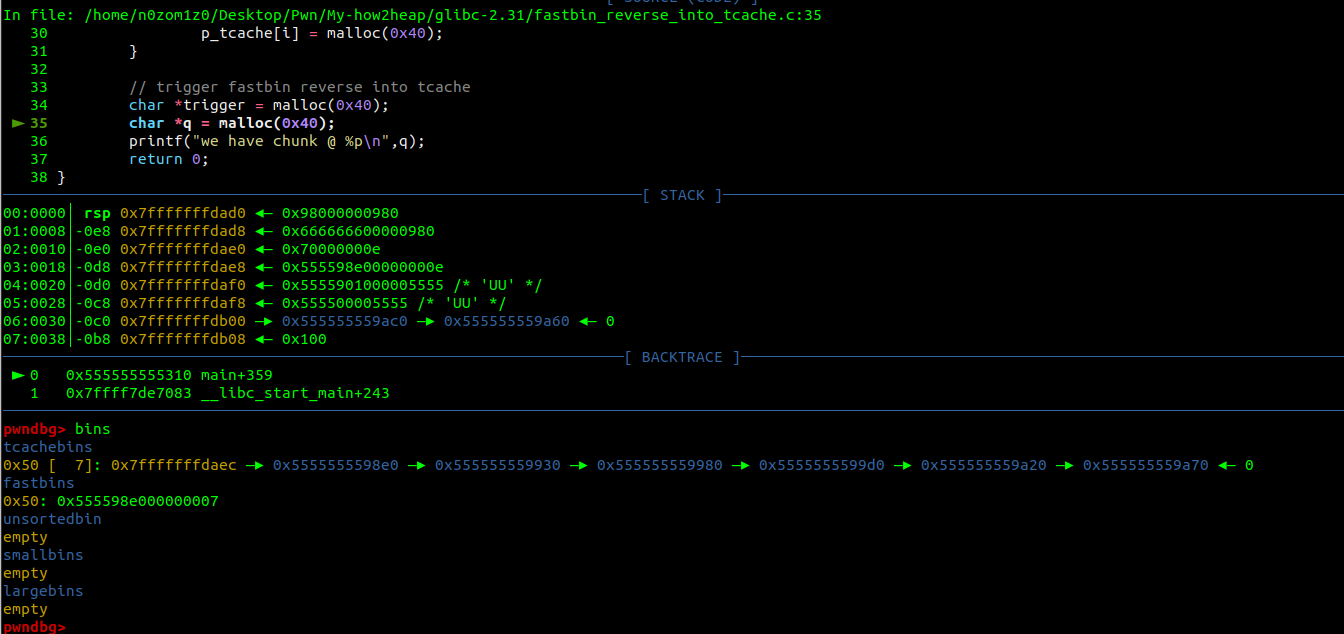 [ SOURCE (CODE) ]
In file: /home/n0zom1z0/Desktop/Pwn/My-how2heap/glibc-2.31/fastbin_reverse_into_tcache.c:35
30 p_tcache[i] = malloc(0x40);
31 }
32
33 // trigger fastbin reverse into tcache
34 char *trigger = malloc(0x40);
► 35 char *q = malloc(0x40);
36 printf("we have chunk @ %p\n",q);
37 return 0;
38 }
[ STACK ]
00:0000│ rsp 0x7fffffffdad0 ◄— 0x98000000980
01:0008│-0e8 0x7fffffffdad8 ◄— 0x666666600000980
02:0010│-0e0 0x7fffffffdae0 ◄— 0x70000000e
03:0018│-0d8 0x7fffffffdae8 ◄— 0x555598e00000000e
04:0020│-0d0 0x7fffffffdaf0 ◄— 0x5555901000005555 /* 'UU' */
05:0028│-0c8 0x7fffffffdaf8 ◄— 0x555500005555 /* 'UU' */
06:0030│-0c0 0x7fffffffdb00 —► 0x555555559ac0 —► 0x555555559a60 ◄— 0
07:0038│-0b8 0x7fffffffdb08 ◄— 0x100
[ BACKTRACE ]
► 0 0x555555555310 main+359
1 0x7ffff7de7083 __libc_start_main+243
pwndbg> bins
tcachebins
0x50 [ 7]: 0x7fffffffdaec —► 0x5555555598e0 —► 0x555555559930 —► 0x555555559980 —► 0x5555555599d0 —► 0x555555559a20 —► 0x555555559a70 ◄— 0
fastbins
0x50: 0x555598e000000007
unsortedbin
empty
smallbins
empty
largebins
empty
pwndbg>